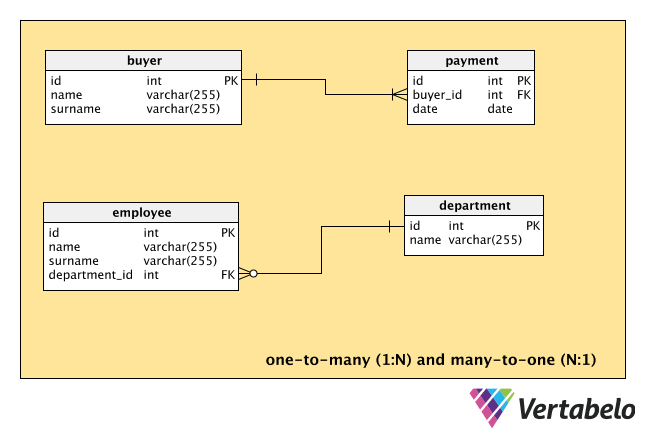 buyer
id int PK
name varchar(255)
surname varchar(255)
payment
id int PK
buyer_id int FK
date date
employee
id int PK
name varchar(255)
surname varchar(255)
department_id int FK
department
id int PK
name varchar(255)
one-to-many (1:N) and many-to-one (N:1)
Vertabelo